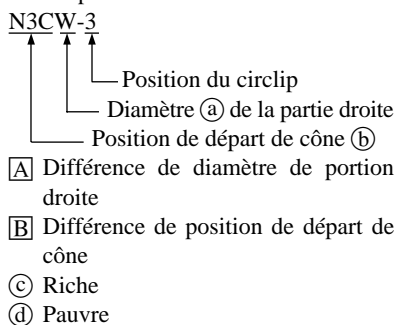 N3CW-3
Position du circlip
Diamètre ⓐ de la partie droite
Position de départ de cône ⓑ
A Différence de diamètre de portion
droite
B Différence de position de départ de
cône
ⓒ Riche
ⓓ Pauvre